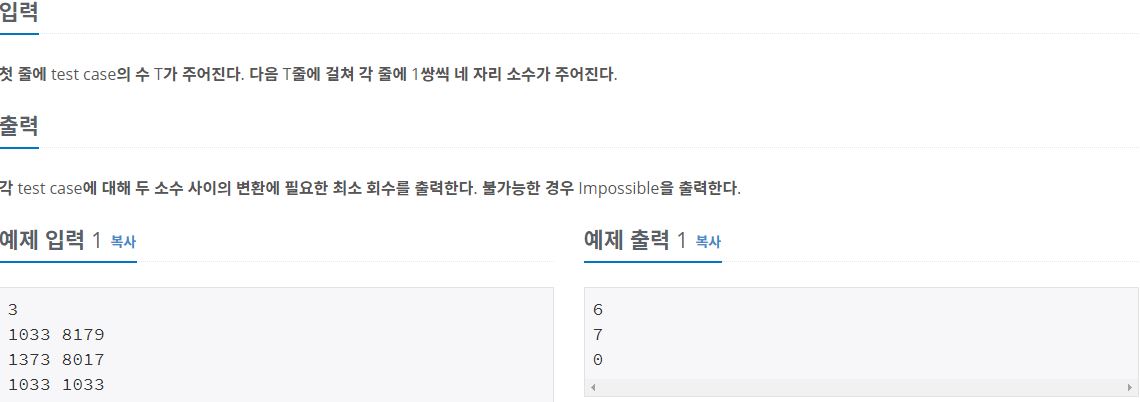 입력
첫 줄에 test case의 수 T가 주어진다. 다음 T줄에 걸쳐 각 줄에 1쌍씩 네 자리 소수가 주어진다.
출력
각 test case에 대해 두 소수 사이의 변환에 필요한 최소 회수를 출력한다. 불가능한 경우 Impossible을 출력한다.
예제 입력 1 복사
3
1033 8179
1373 8017
1033 1033
예제 출력 1 복사
6
7
0